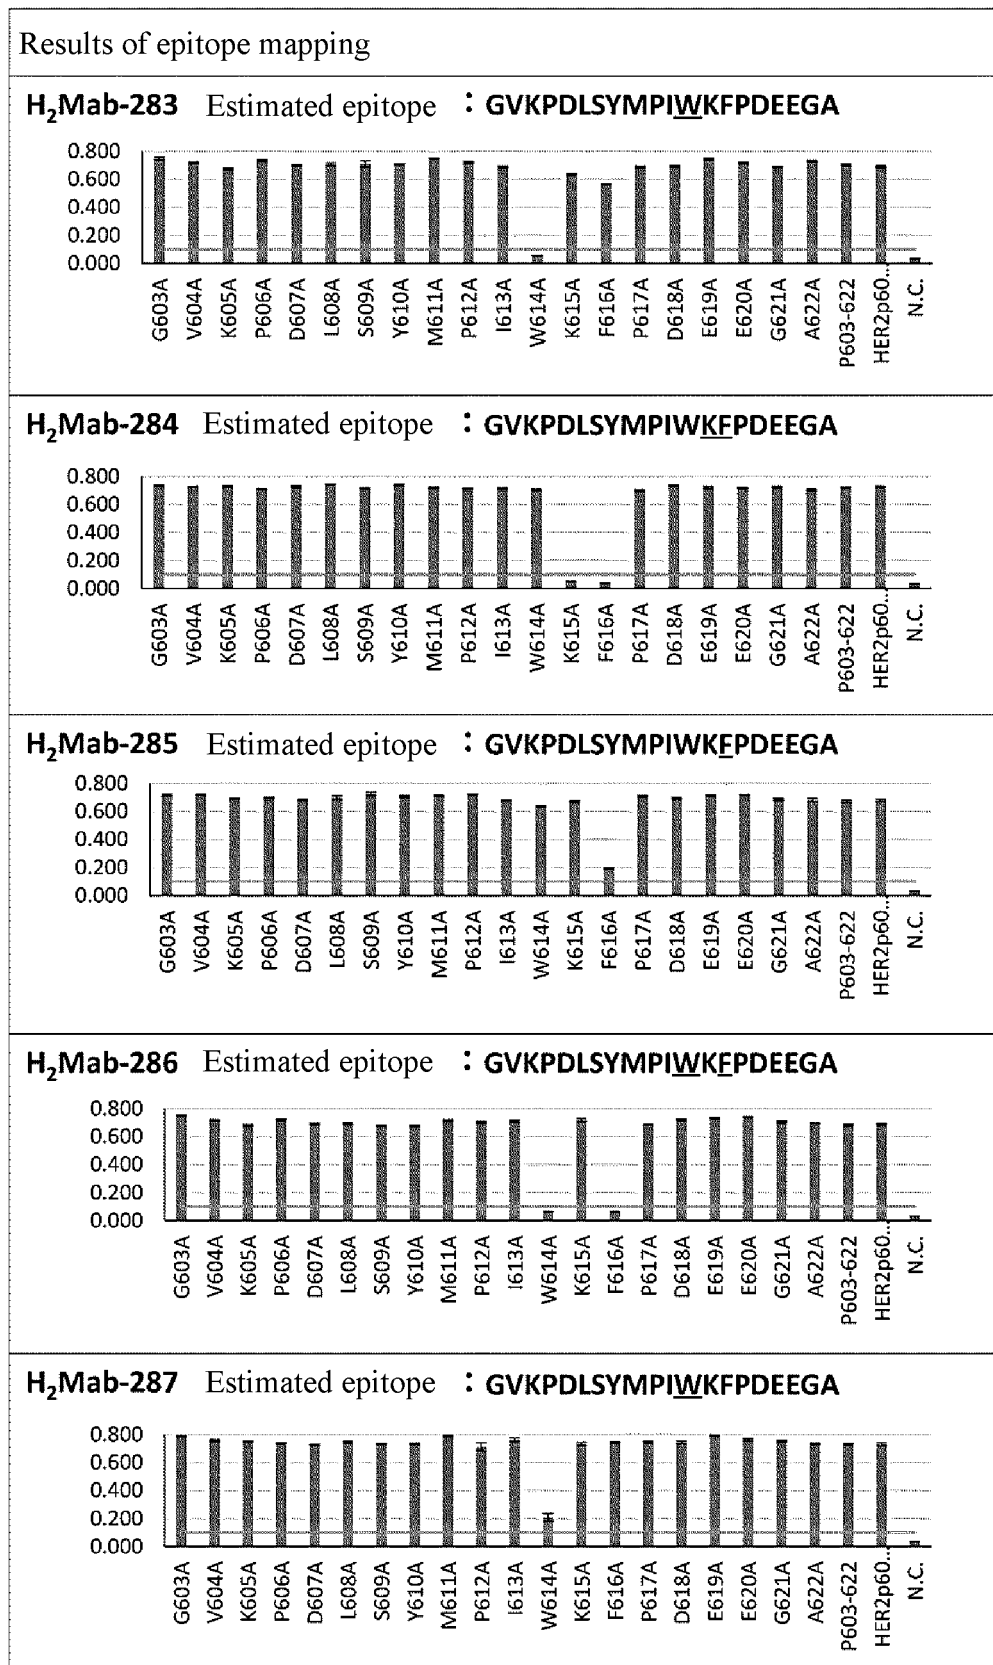 Results of epitope mapping
H₂Mab-283 Estimated epitope : GVKPDLSYMPIWKFPDEEGA
0.800
0.600
0.400
0.200
0.000
G603A V604A K605A P606A D607A L608A S609A Y610A M611A P612A I613A W614A K615A F616A P617A D618A E619A E620A G621A A622A P603-622 HER2p60... N.C.
H₂Mab-284 Estimated epitope : GVKPDLSYMPIWKFPDEEGA
0.800
0.600
0.400
0.200
0.000
G603A V604A K605A P606A D607A L608A S609A Y610A M611A P612A I613A W614A K615A F616A P617A D618A E619A E620A G621A A622A P603-622 HER2p60... N.C.
H₂Mab-285 Estimated epitope : GVKPDLSYMPIWKFPDEEGA
0.800
0.600
0.400
0.200
0.000
G603A V604A K605A P606A D607A L608A S609A Y610A M611A P612A I613A W614A K615A F616A P617A D618A E619A E620A G621A A622A P603-622 HER2p60... N.C.
H₂Mab-286 Estimated epitope : GVKPDLSYMPIWKFPDEEGA
0.800
0.600
0.400
0.200
0.000
G603A V604A K605A P606A D607A L608A S609A Y610A M611A P612A I613A W614A K615A F616A P617A D618A E619A E620A G621A A622A P603-622 HER2p60... N.C.
H₂Mab-287 Estimated epitope : GVKPDLSYMPIWKFPDEEGA
0.800
0.600
0.400
0.200
0.000
G603A V604A K605A P606A D607A L608A S609A Y610A M611A P612A I613A W614A K615A F616A P617A D618A E619A E620A G621A A622A P603-622 HER2p60... N.C.